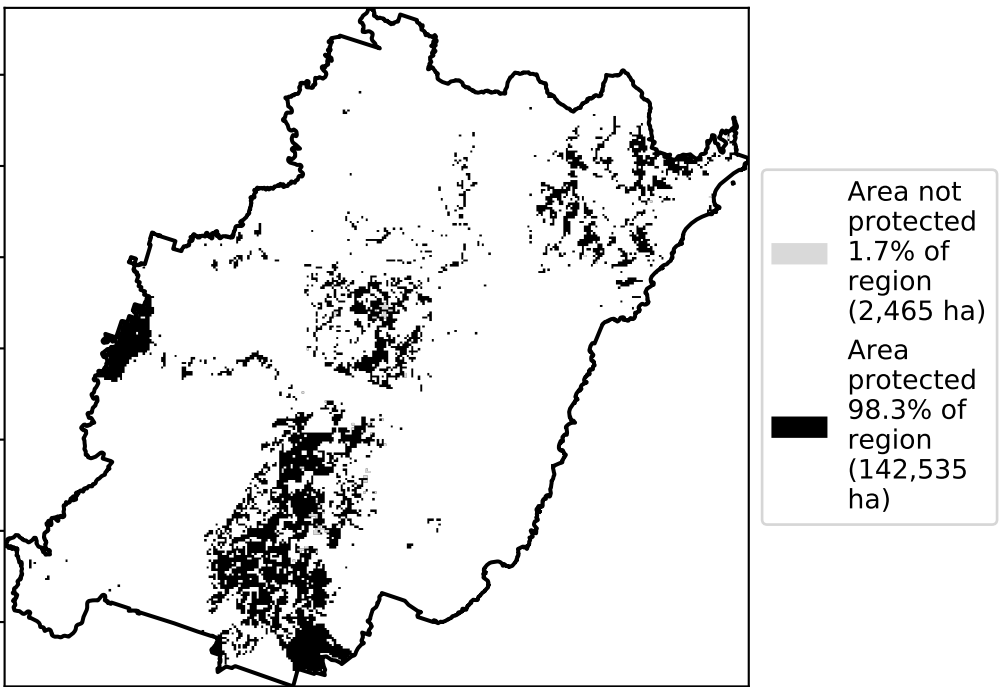 Area not
protected
1.7% of
region
(2,465 ha)
Area
protected
98.3% of
region
(142,535
ha)